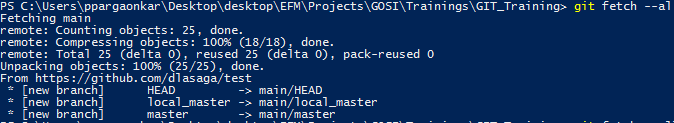 PS C:\Users\ppargaonkar\Desktop\desktop\EFM\Projects\GOSI\Trainings\GIT_Training> git fetch --al
Fetching main
remote: Counting objects: 25, done.
remote: Compressing objects: 100% (18/18), done.
remote: Total 25 (delta 0), reused 25 (delta 0), pack-reused 0
Unpacking objects: 100% (25/25), done.
From https://github.com/dlasaga/test
 * [new branch]      HEAD         -> main/HEAD
 * [new branch]      local_master -> main/local_master
 * [new branch]      master       -> main/master